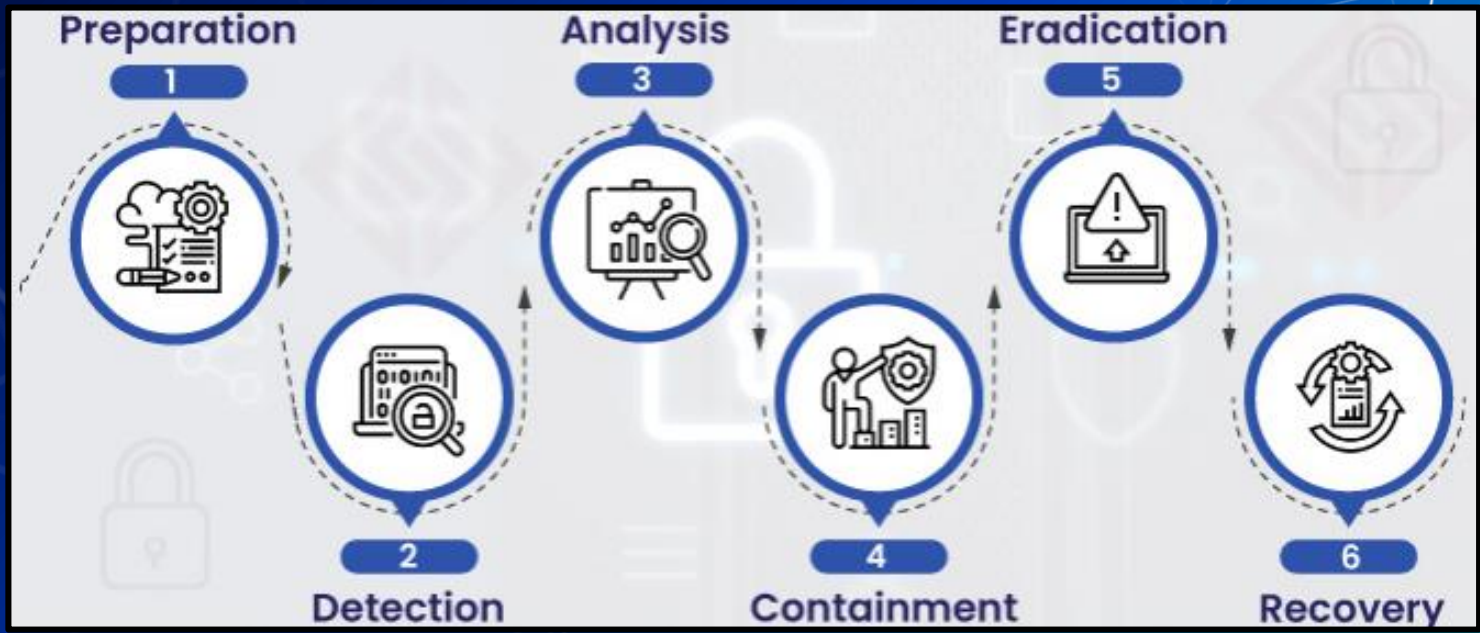 Preparation
1
2
Detection
Analysis
3
4
Containment
Eradication
5
6
Recovery